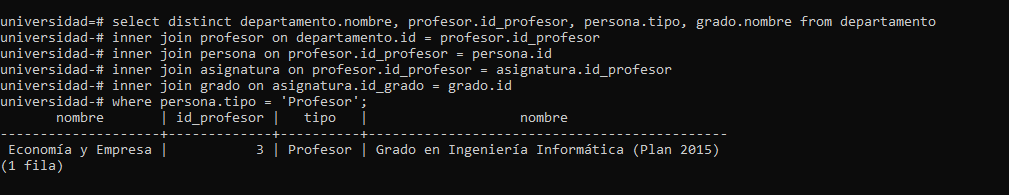 universidad=# select distinct departamento.nombre, profesor.id_profesor, persona.tipo, grado.nombre from departamento
universidad-# inner join profesor on departamento.id = profesor.id_profesor
universidad-# inner join persona on profesor.id_profesor = persona.id
universidad-# inner join asignatura on profesor.id_profesor = asignatura.id_profesor
universidad-# inner join grado on asignatura.id_grado = grado.id
universidad-# where persona.tipo = 'Profesor';
       nombre       | id_profesor |   tipo   |                    nombre
--------------------+-------------+----------+----------------------------------------------
 Economía y Empresa |           3 | Profesor | Grado en Ingeniería Informática (Plan 2015)
(1 fila)